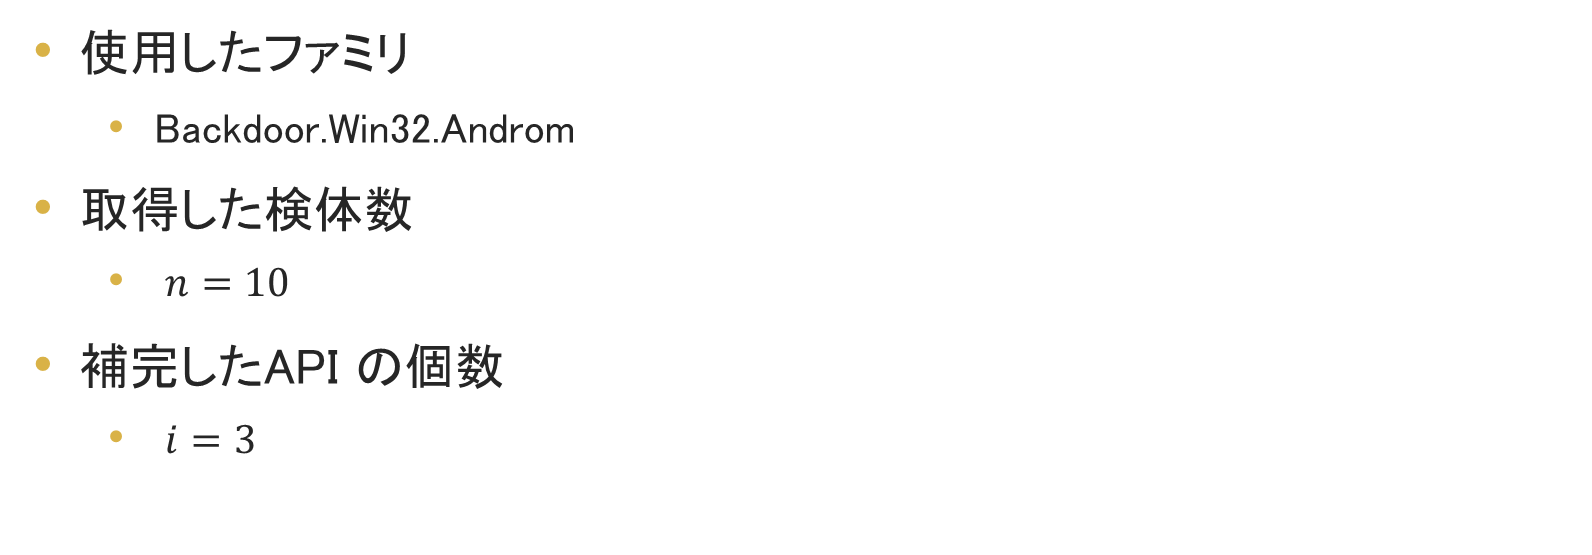 • 使用したファミリ
• Backdoor.Win32.Androm
• 取得した検体数
• n = 10
• 補完したAPI の個数
• i = 3